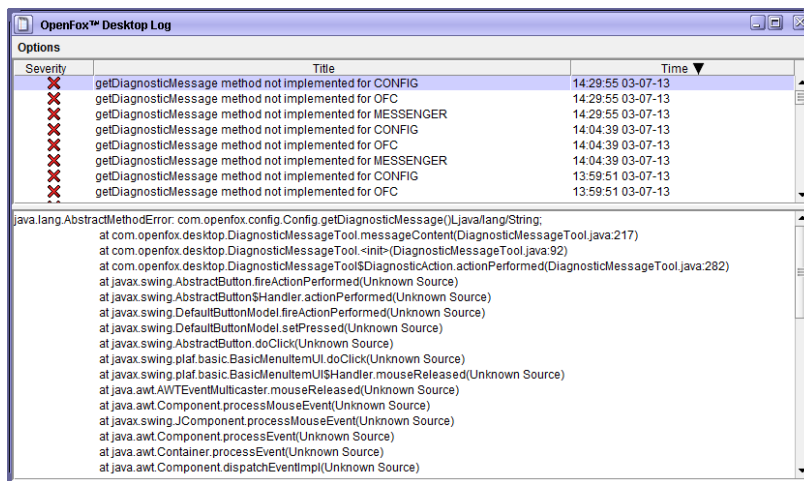 OpenFox™ Desktop Log
Options
Severity Title Time
getDiagnosticMessage method not implemented for CONFIG 14:29:55 03-07-13
getDiagnosticMessage method not implemented for OFC 14:29:55 03-07-13
getDiagnosticMessage method not implemented for MESSENGER 14:29:55 03-07-13
getDiagnosticMessage method not implemented for CONFIG 14:04:39 03-07-13
getDiagnosticMessage method not implemented for OFC 14:04:39 03-07-13
getDiagnosticMessage method not implemented for MESSENGER 14:04:39 03-07-13
getDiagnosticMessage method not implemented for CONFIG 13:59:51 03-07-13
getDiagnosticMessage method not implemented for OFC 13:59:51 03-07-13
java.lang.AbstractMethodError: com.openfox.config.Config.getDiagnosticMessage()Ljava/lang/String;
at com.openfox.desktop.DiagnosticMessageTool.messageContent(DiagnosticMessageTool.java:217)
at com.openfox.desktop.DiagnosticMessageTool.<init>(DiagnosticMessageTool.java:92)
at com.openfox.desktop.DiagnosticMessageTool$DiagnosticAction.actionPerformed(DiagnosticMessageTool.java:282)
at javax.swing.AbstractButton.fireActionPerformed(Unknown Source)
at javax.swing.AbstractButton$Handler.actionPerformed(Unknown Source)
at javax.swing.DefaultButtonModel.fireActionPerformed(Unknown Source)
at javax.swing.DefaultButtonModel.setPressed(Unknown Source)
at javax.swing.AbstractButton.doClick(Unknown Source)
at javax.swing.plaf.basic.BasicMenuItemUI.doClick(Unknown Source)
at javax.swing.plaf.basic.BasicMenuItemUI$Handler.mouseReleased(Unknown Source)
at java.awt.AWTEventMulticaster.mouseReleased(Unknown Source)
at java.awt.Component.processMouseEvent(Unknown Source)
at javax.swing.JComponent.processMouseEvent(Unknown Source)
at java.awt.Component.processEvent(Unknown Source)
at java.awt.Container.processEvent(Unknown Source)
at java.awt.Component.dispatchEventImpl(Unknown Source)